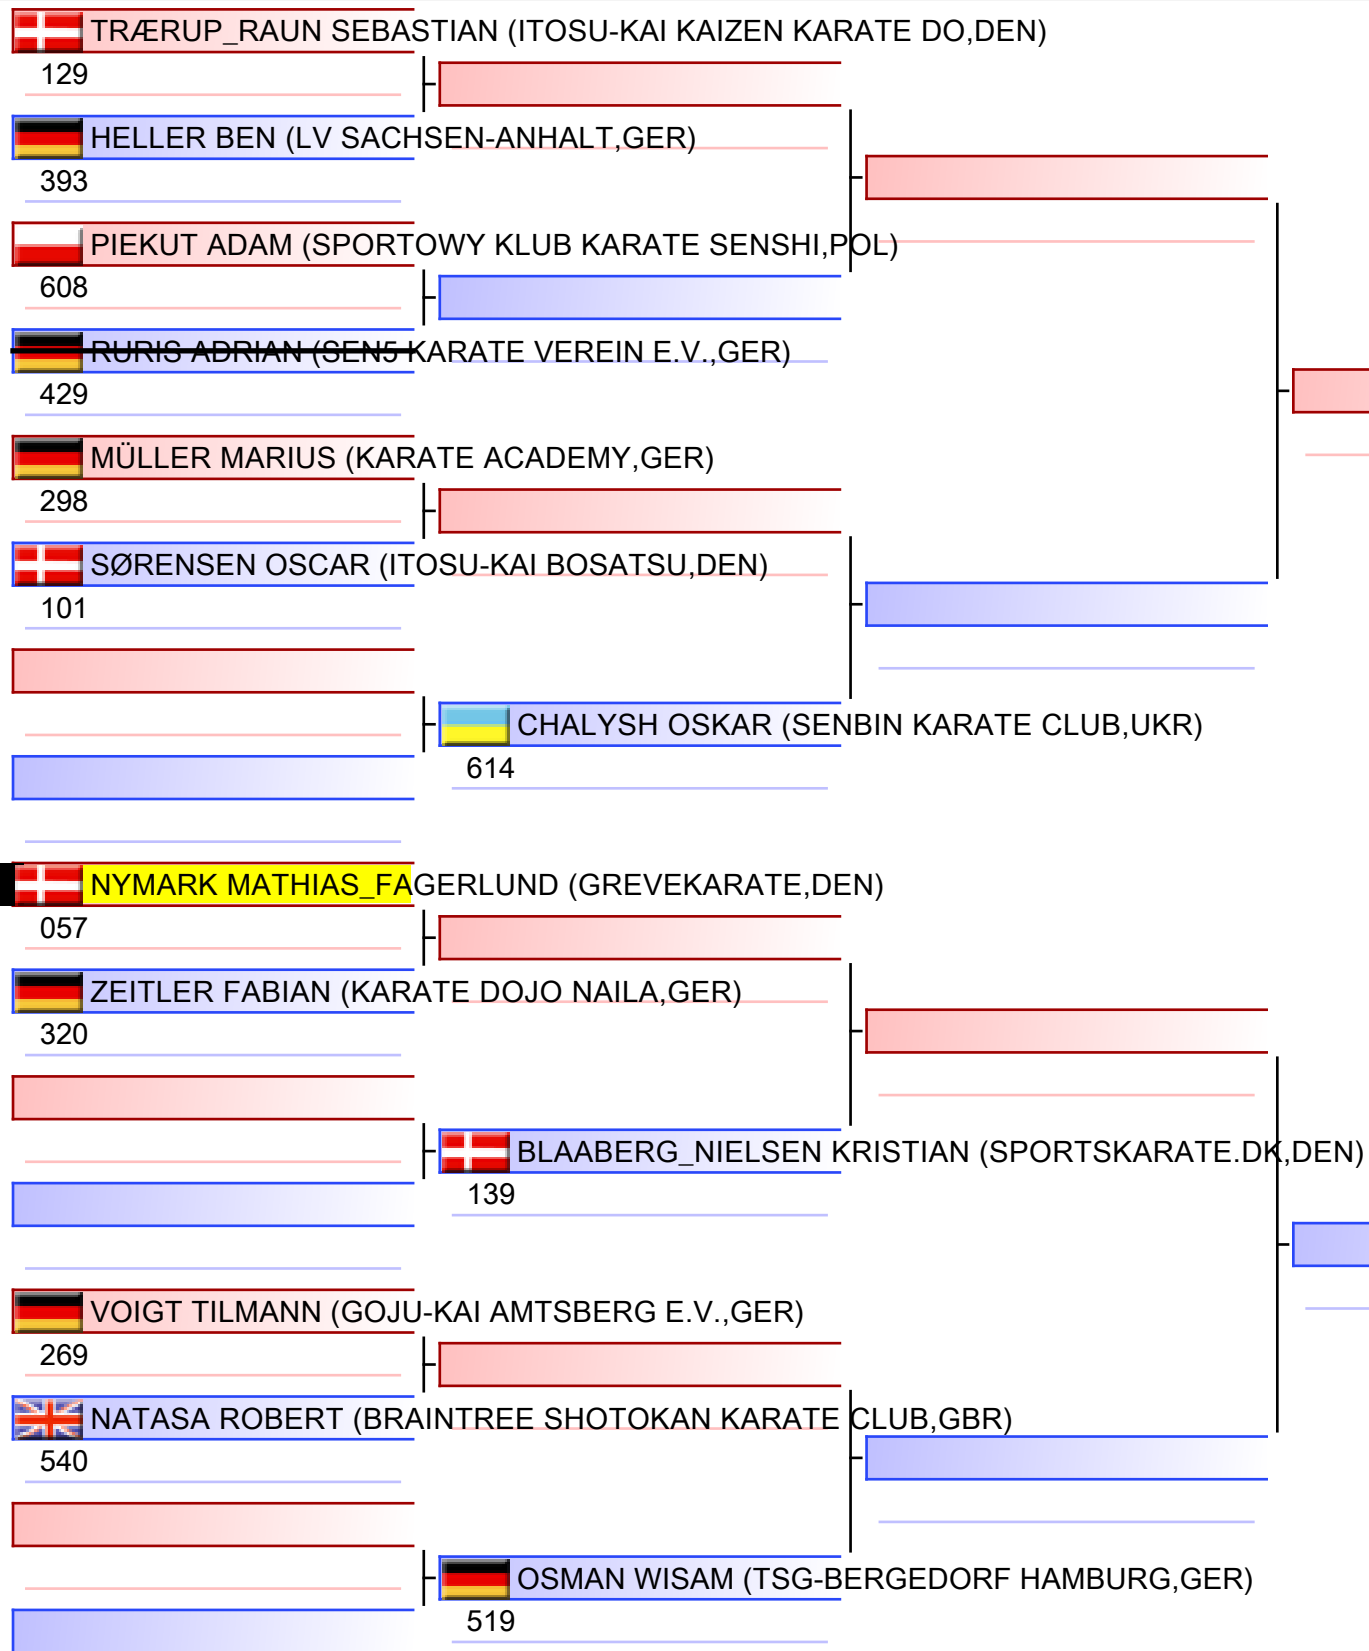 TRÆRUP_RAUN SEBASTIAN (ITOSU-KAI KAIZEN KARATE DO,DEN)
129
HELLER BEN (LV SACHSEN-ANHALT,GER)
393
PIEKUT ADAM (SPORTOWY KLUB KARATE SENSHI,POL)
608
RURIS ADRIAN (SEN5 KARATE VEREIN E.V.,GER)
429
MÜLLER MARIUS (KARATE ACADEMY,GER)
298
SØRENSEN OSCAR (ITOSU-KAI BOSATSU,DEN)
101
CHALYSH OSKAR (SENBIN KARATE CLUB,UKR)
614
NYMARK MATHIAS_FAGERLUND (GREVEKARATE,DEN)
057
ZEITLER FABIAN (KARATE DOJO NAILA,GER)
320
BLAABERG_NIELSEN KRISTIAN (SPORTSKARATE.DK,DEN)
139
VOIGT TILMANN (GOJU-KAI AMTSBERG E.V.,GER)
269
NATASA ROBERT (BRAINTREE SHOTOKAN KARATE CLUB,GBR)
540
OSMAN WISAM (TSG-BERGEDORF HAMBURG,GER)
519